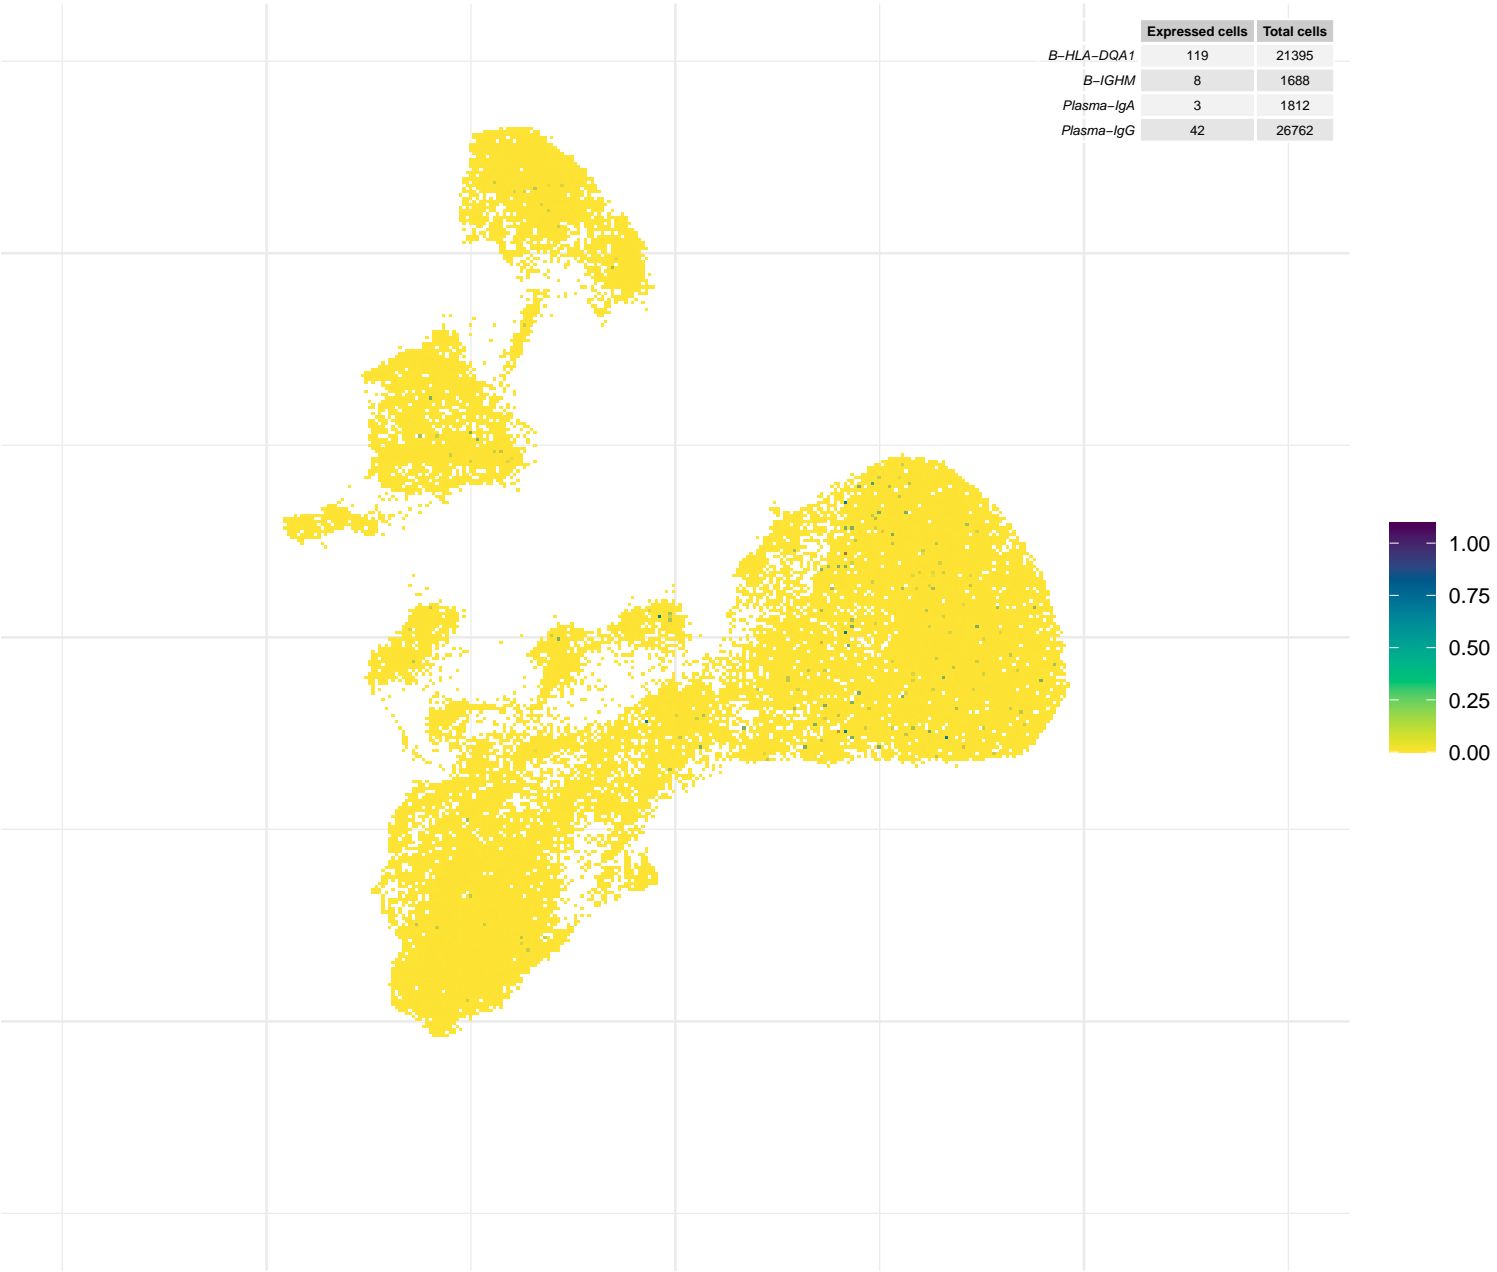 Expressed cells Total cells
B−HLA−DQA1 119 21395
B−IGHM 8 1688
Plasma−IgA 3 1812
Plasma−IgG 42 26762
1.00
0.75
0.50
0.25
0.00